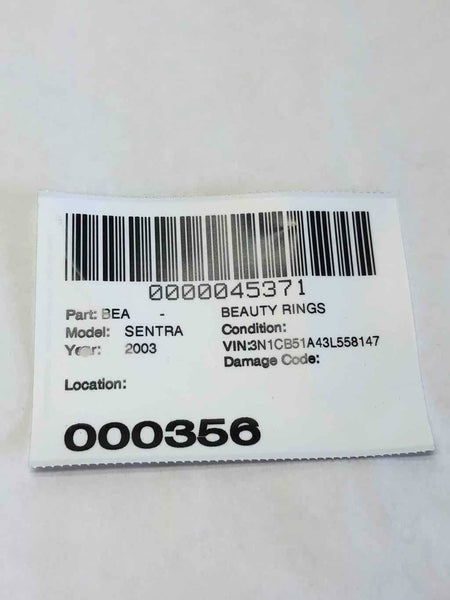 0000045371
Part: BEA - BEAUTY RINGS
Model: SENTRA Condition:
Year: 2003 VIN:3N1CB51A43L558147
Damage Code:
Location:
000356